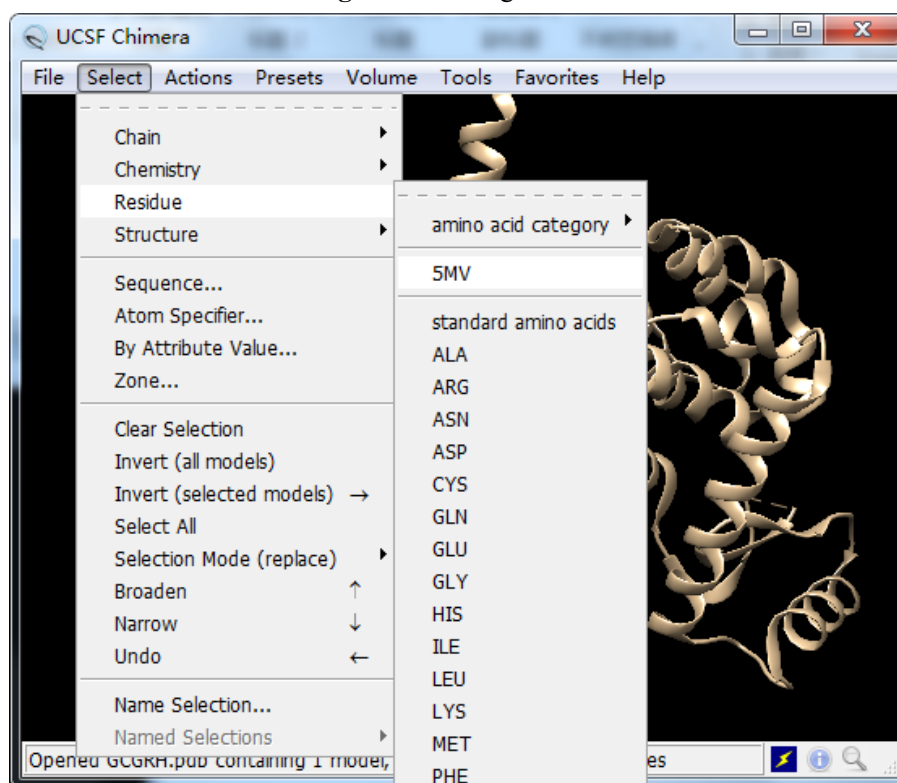 UCSF Chimera
File Select Actions Presets Volume Tools Favorites Help
Chain
Chemistry
Residue
Structure
Sequence...
Atom Specifier...
By Attribute Value...
Zone...
Clear Selection
Invert (all models)
Invert (selected models) →
Select All
Selection Mode (replace)
Broaden ↑
Narrow ↓
Undo ←
Name Selection...
Named Selections
amino acid category
5MV
standard amino acids
ALA
ARG
ASN
ASP
CYS
GLN
GLU
GLY
HIS
ILE
LEU
LYS
MET
PHE
Opened GCGRH.pdb containing 1 model,